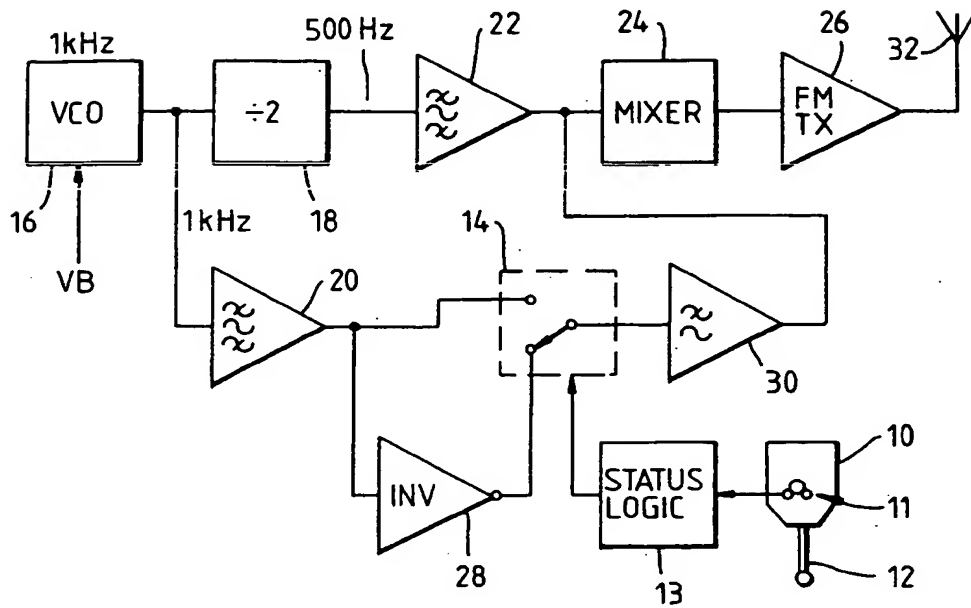 1kHz
500 Hz
22
24
26
32
VCO
÷2
MIXER
FM
TX
16
18
1kHz
14
VB
20
30
10
INV
STATUS
LOGIC
11
28
13
12